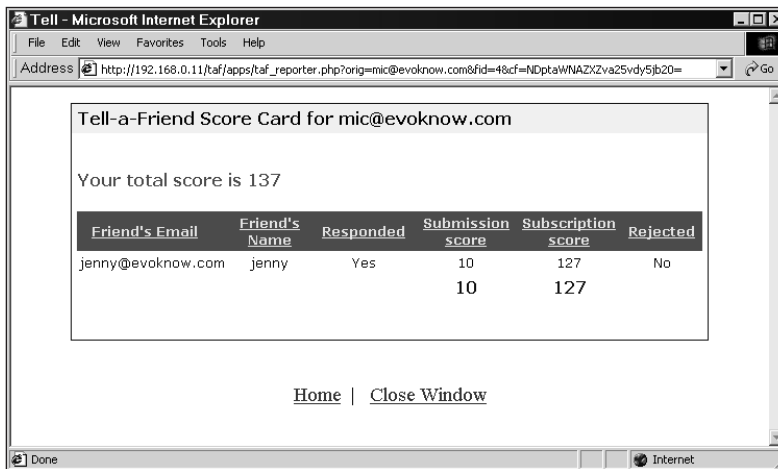 Tell - Microsoft Internet Explorer
File Edit View Favorites Tools Help
Address http://192.168.0.11/taf/apps/taf_reporter.php?orig=mic@evoknow.com&fid=4&cf=NDptaWNAZXZva25vdy5jb20= Go
Tell-a-Friend Score Card for mic@evoknow.com
Your total score is 137
Friend's Email Friend's Name Responded Submission score Subscription score Rejected
jenny@evoknow.com jenny Yes 10 127 No
10 127
Home | Close Window
Done Internet